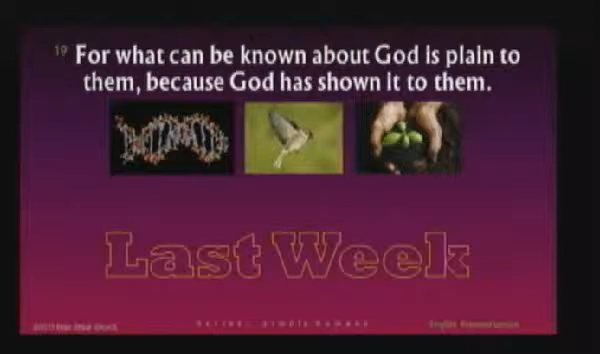 19 For what can be known about God is plain to
them, because God has shown it to them.
Last Week